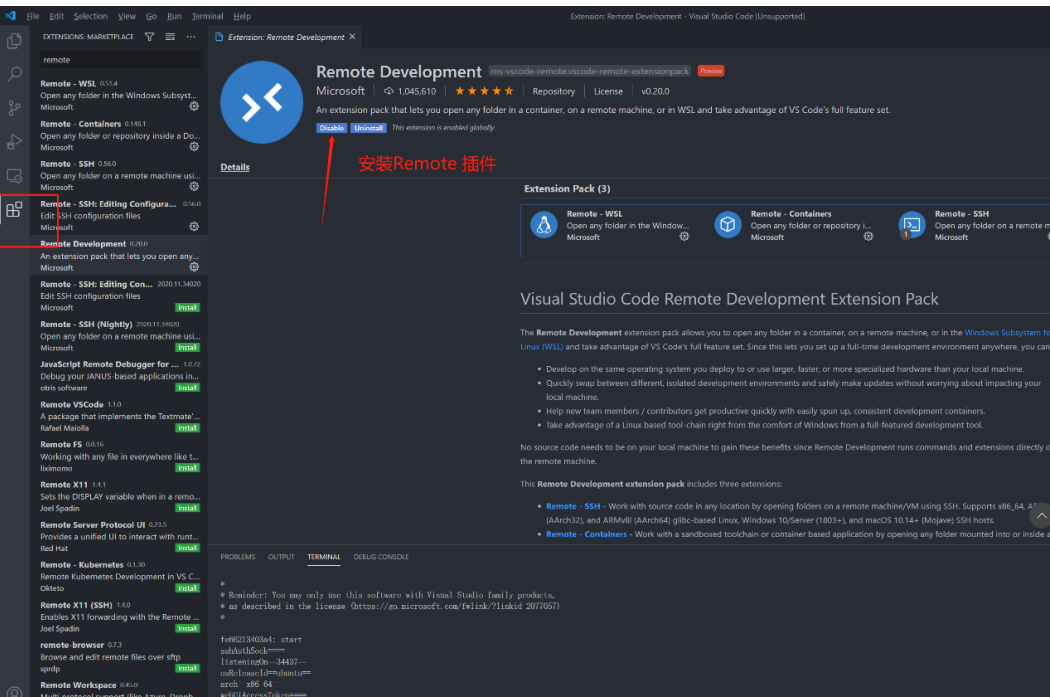 File Edit Selection View Go Run Terminal Help
Extension: Remote Development - Visual Studio Code [Unsupported]
EXTENSIONS: MARKETPLACE
remote
Remote - WSL 0.51.4
Open any folder in the Windows Subsyst...
Microsoft
Remote - Containers 0.148.1
Open any folder or repository inside a Do...
Microsoft
Remote - SSH 0.56.0
Open any folder on a remote machine usi...
Microsoft
Remote - SSH: Editing Configura... 0.56.0
Edit SSH configuration files
Microsoft
Remote Development 0.20.0
An extension pack that lets you open any...
Microsoft
Remote - SSH: Editing Con... 2020.11.34020
Edit SSH configuration files
Microsoft Install
Remote - SSH (Nightly) 2020.11.34020
Open any folder on a remote machine usi...
Microsoft Install
JavaScript Remote Debugger for ... 1.0.72
Debug your JANUS-based applications in...
otris software Install
Remote VSCode 1.1.0
A package that implements the Textmate'...
Rafael Maiolla Install
Remote FS 0.0.16
Working with any file in everywhere like t...
liximomo Install
Remote X11 1.4.1
Sets the DISPLAY variable when in a remo...
Joel Spadin Install
Remote Server Protocol UI 0.23.5
Provides a unified UI to interact with runt...
Red Hat Install
Remote - Kubernetes 0.1.30
Remote Kubernetes Development in VS C...
Okteto Install
Remote X11 (SSH) 1.4.0
Enables X11 forwarding with the Remote ...
Joel Spadin Install
remote-browser 0.7.3
Browse and edit remote files over sftp
sprdp Install
Remote Workspace 0.45.0
Extension: Remote Development
Remote Development ms-vscode-remote.vscode-remote-extensionpack Preview
Microsoft 1,045,610 Repository License v0.20.0
An extension pack that lets you open any folder in a container, on a remote machine, or in WSL and take advantage of VS Code's full feature set.
Disable Uninstall This extension is enabled globally.
安装Remote 插件
Details
Extension Pack (3)
Remote - WSL
Open any folder in the Window...
Microsoft
Remote - Containers
Open any folder or repository i...
Microsoft
Remote - SSH
Open any folder on a remote m
Microsoft
1
Visual Studio Code Remote Development Extension Pack
The Remote Development extension pack allows you to open any folder in a container, on a remote machine, or in the Windows Subsystem fo
Linux (WSL) and take advantage of VS Code's full feature set. Since this lets you set up a full-time development environment anywhere, you can
• Develop on the same operating system you deploy to or use larger, faster, or more specialized hardware than your local machine.
• Quickly swap between different, isolated development environments and safely make updates without worrying about impacting your
local machine.
• Help new team members / contributors get productive quickly with easily spun up, consistent development containers.
• Take advantage of a Linux based tool-chain right from the comfort of Windows from a full-featured development tool.
No source code needs to be on your local machine to gain these benefits since Remote Development runs commands and extensions directly o
the remote machine.
This Remote Development extension pack includes three extensions:
• Remote - SSH - Work with source code in any location by opening folders on a remote machine/VM using SSH. Supports x86_64,
(AArch32), and ARMv8l (AArch64) glibc-based Linux, Windows 10/Server (1803+), and macOS 10.14+ (Mojave) SSH hosts.
• Remote - Containers - Work with a sandboxed toolchain or container based application by opening any folder mounted into or inside a
PROBLEMS OUTPUT TERMINAL DEBUG CONSOLE
*
* Reminder: You may only use this software with Visual Studio family products,
* as described in the license (https://go.microsoft.com/fwlink/?linkid 2077057)
*
fe66213403a4: start
sshAuthSock====
listeningOn--34437--
osReleaseId==ubuntu==
arch x86 64
webUiAccessToken====